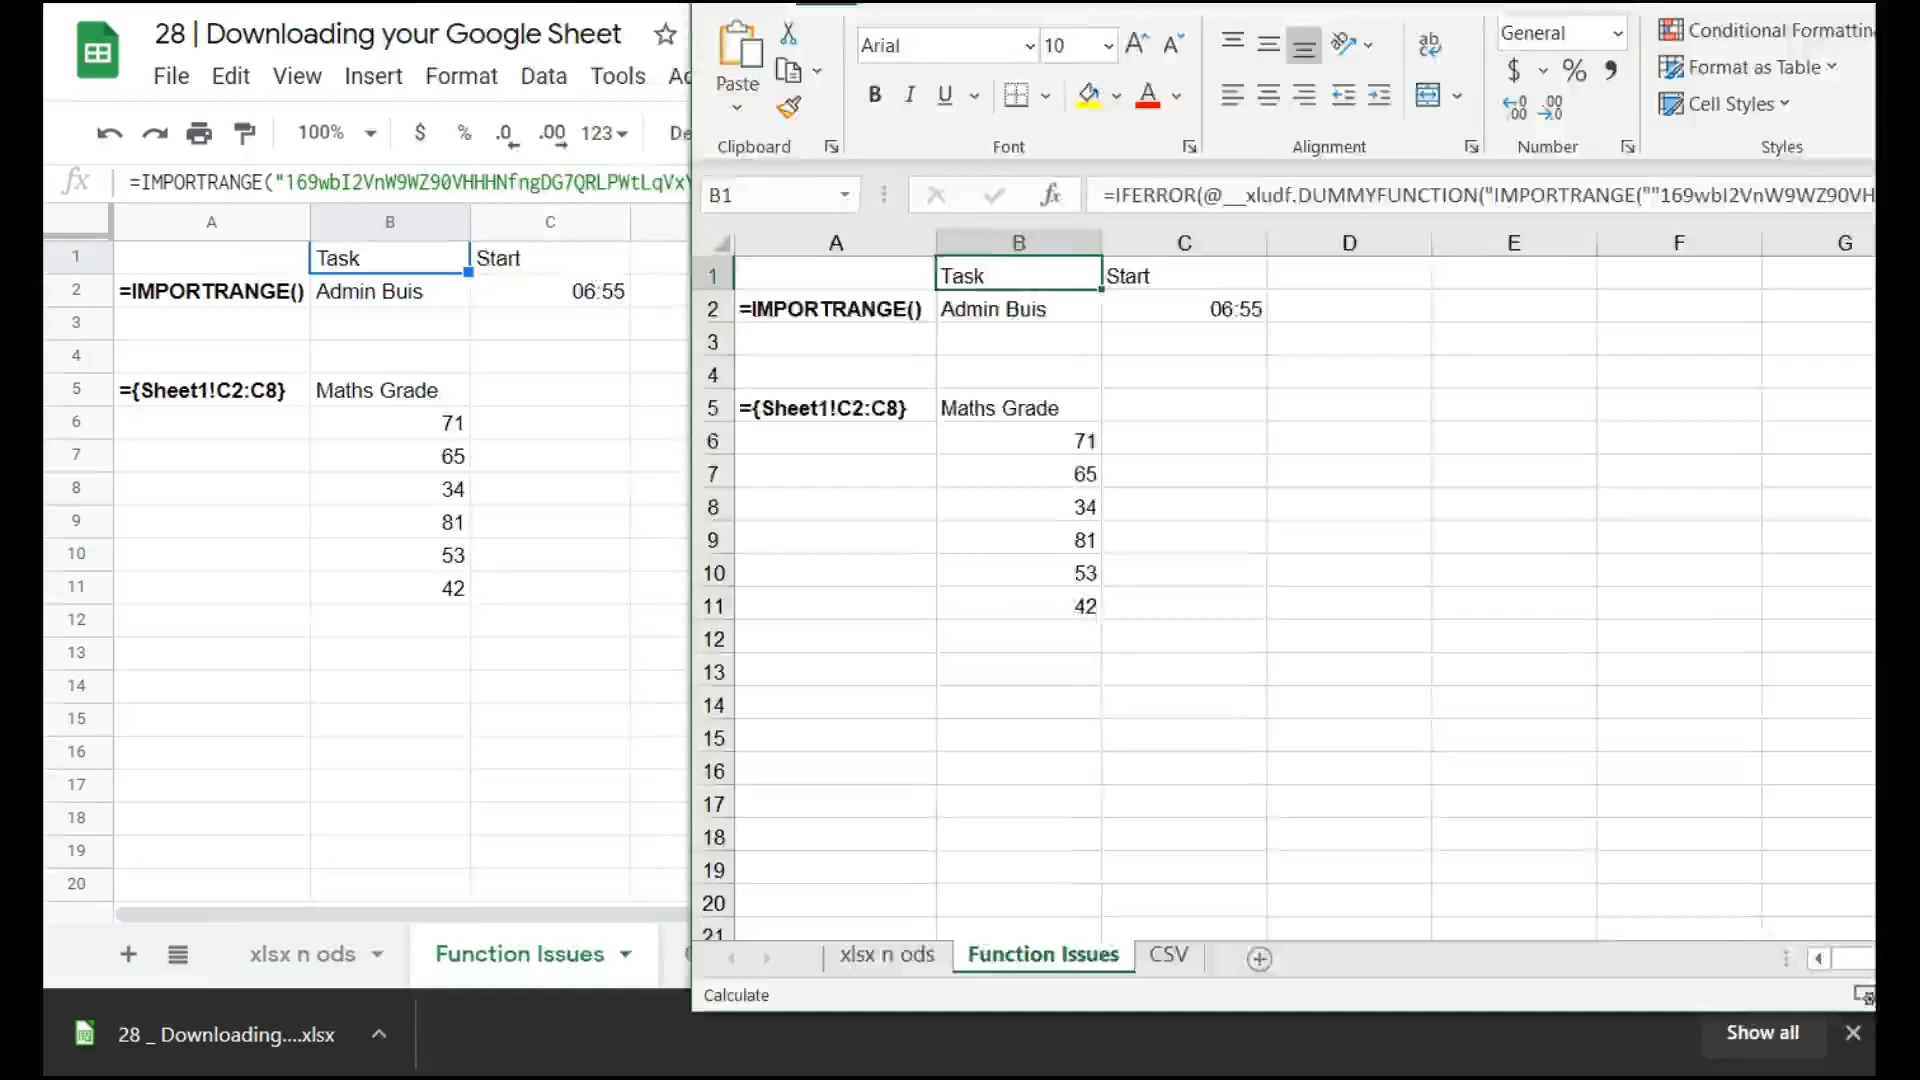 28 | Downloading your Google Sheet
File Edit View Insert Format Data Tools
100% $ % .0 .00 123
=IMPORTRANGE("169wbI2VnW9WZ90VHHHNfngDG7QRLPWtLqVx
A B C
1 Task Start
2 =IMPORTRANGE() Admin Buis 06:55
3
4
5 ={Sheet1!C2:C8} Maths Grade
6 71
7 65
8 34
9 81
10 53
11 42
12
13
14
15
16
17
18
19
20
xlsx n ods Function Issues
28 _ Downloading....xlsx
Paste
Clipboard
Arial 10
B I U A
Font
ab
Alignment
General
$ % ,
.00
Number
Conditional Formatting
Format as Table
Cell Styles
Styles
B1 fx =IFERROR(@__xludf.DUMMYFUNCTION("IMPORTRANGE(""169wbI2VnW9WZ90VH
A B C D E F G
1 Task Start
2 =IMPORTRANGE() Admin Buis 06:55
3
4
5 ={Sheet1!C2:C8} Maths Grade
6 71
7 65
8 34
9 81
10 53
11 42
12
13
14
15
16
17
18
19
20
21
xlsx n ods Function Issues CSV
Calculate
Show all